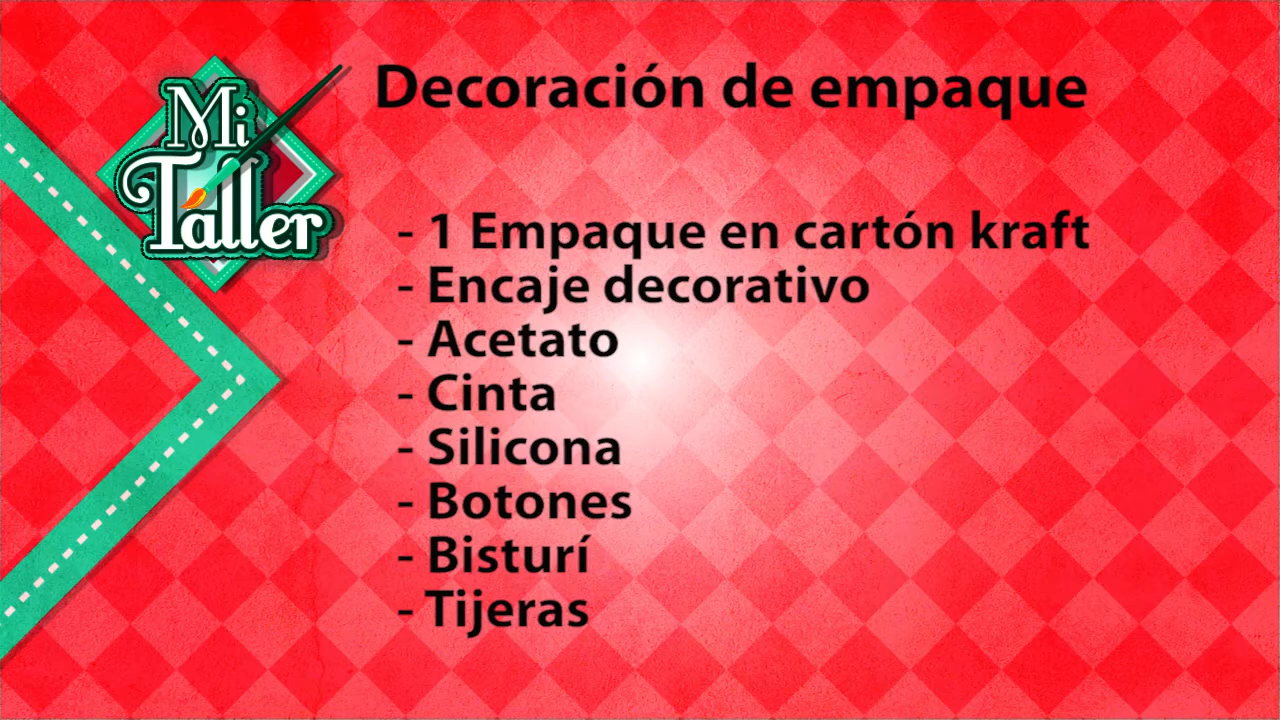 Mi
Taller
Decoración de empaque
- 1 Empaque en cartón kraft
- Encaje decorativo
- Acetato
- Cinta
- Silicona
- Botones
- Bisturí
- Tijeras